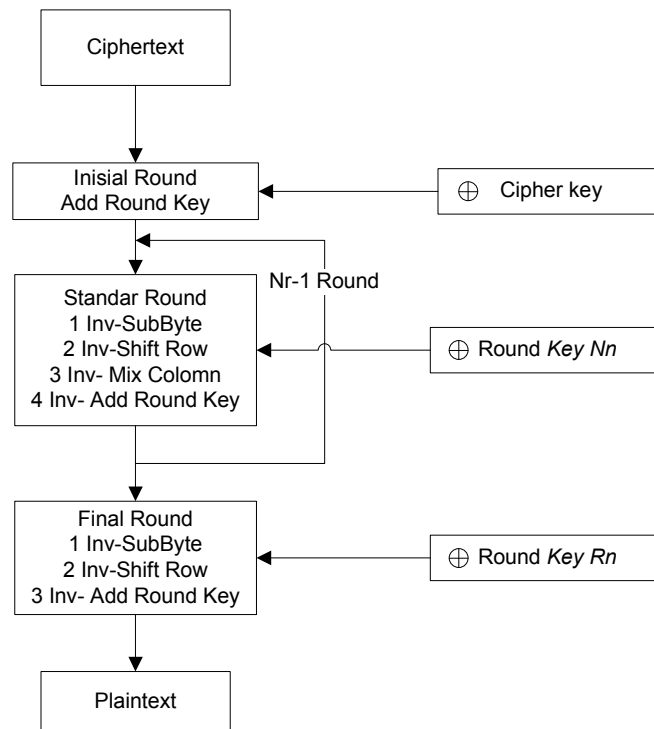 Ciphertext
Inisial Round
Add Round Key
⊕ Cipher key
Nr-1 Round
Standar Round
1 Inv-SubByte
2 Inv-Shift Row
3 Inv- Mix Colomn
4 Inv- Add Round Key
⊕ Round Key Nn
Final Round
1 Inv-SubByte
2 Inv-Shift Row
3 Inv- Add Round Key
⊕ Round Key Rn
Plaintext